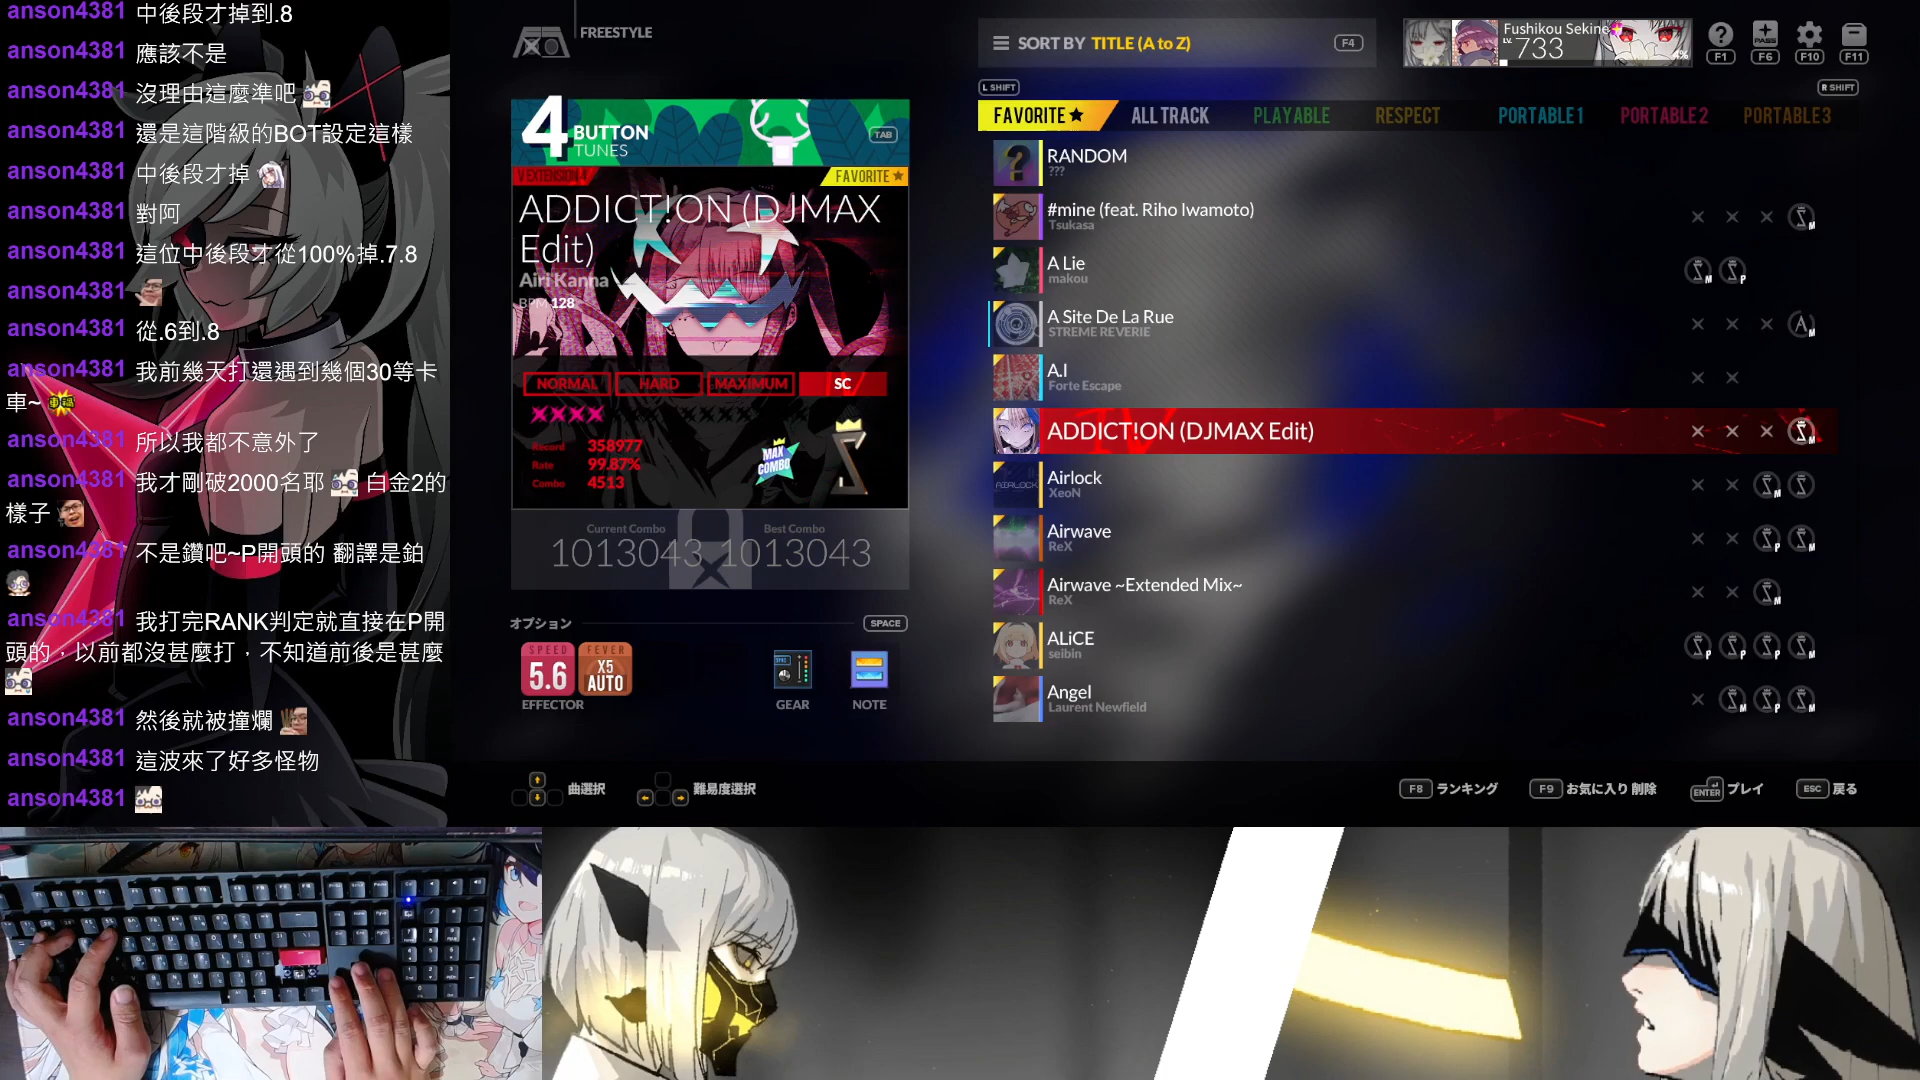 anson4381 中後段才掉到.8
anson4381 應該不是
anson4381 沒理由這麼準吧
anson4381 還是這階級的BOT設定這樣
anson4381 中後段才掉
anson4381 對阿
anson4381 這位中後段才從100%掉.7.8
anson4381
anson4381 從.6到.8
anson4381 我前幾天打還遇到幾個30等卡
車~
anson4381 所以我都不意外了
anson4381 我才剛破2000名耶 白金2的
樣子
anson4381 不是鑽吧~P開頭的 翻譯是鉑
anson4381 我打完RANK判定就直接在P開
頭的，以前都沒甚麼打，不知道前後是甚麼
anson4381 然後就被撞爛
anson4381 這波來了好多怪物
anson4381
FREESTYLE
4 BUTTON
TUNES
TAB
V EXTENSION 4
FAVORITE ★
ADDICT!ON (DJMAX
Edit)
Airi Kanna
BPM 128
NORMAL HARD MAXIMUM SC
Record 358977
Rate 99.87%
Combo 4513
MAX
COMBO
Current Combo Best Combo
1013043 1013043
オプション SPACE
SPEED FEVER
5.6 X5
AUTO
EFFECTOR GEAR NOTE
曲選択 難易度選択
SORT BY TITLE (A to Z) F4
Fushikou Sekine
LV. 733
PASS
F1 F6 F10 F11
L SHIFT R SHIFT
FAVORITE ★ ALL TRACK PLAYABLE RESPECT PORTABLE1 PORTABLE2 PORTABLE3
RANDOM
???
#mine (feat. Riho Iwamoto)
Tsukasa
A Lie
makou
A Site De La Rue
STREME REVERIE
A.I
Forte Escape
ADDICT!ON (DJMAX Edit)
Airlock
XeoN
AIRLOCK
Airwave
ReX
Airwave ~Extended Mix~
ReX
ALiCE
seibin
Angel
Laurent Newfield
F8 ランキング F9 お気に入り削除 ENTER プレイ ESC 戻る